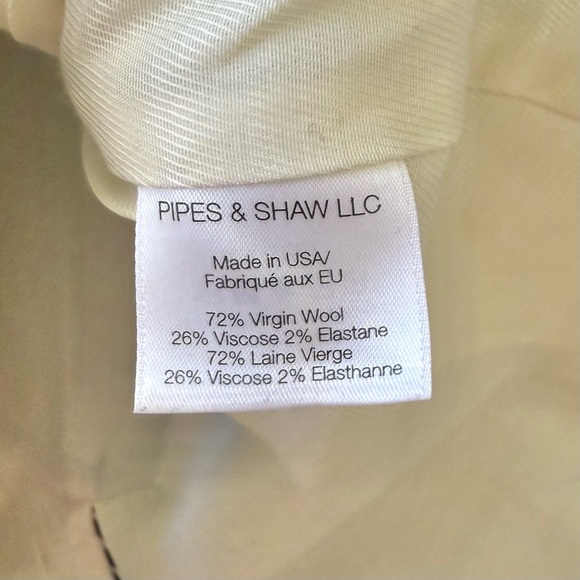 PIPES & SHAW LLC
Made in USA/
Fabriqué aux EU
72% Virgin Wool
26% Viscose 2% Elastane
72% Laine Vierge
26% Viscose 2% Elasthanne